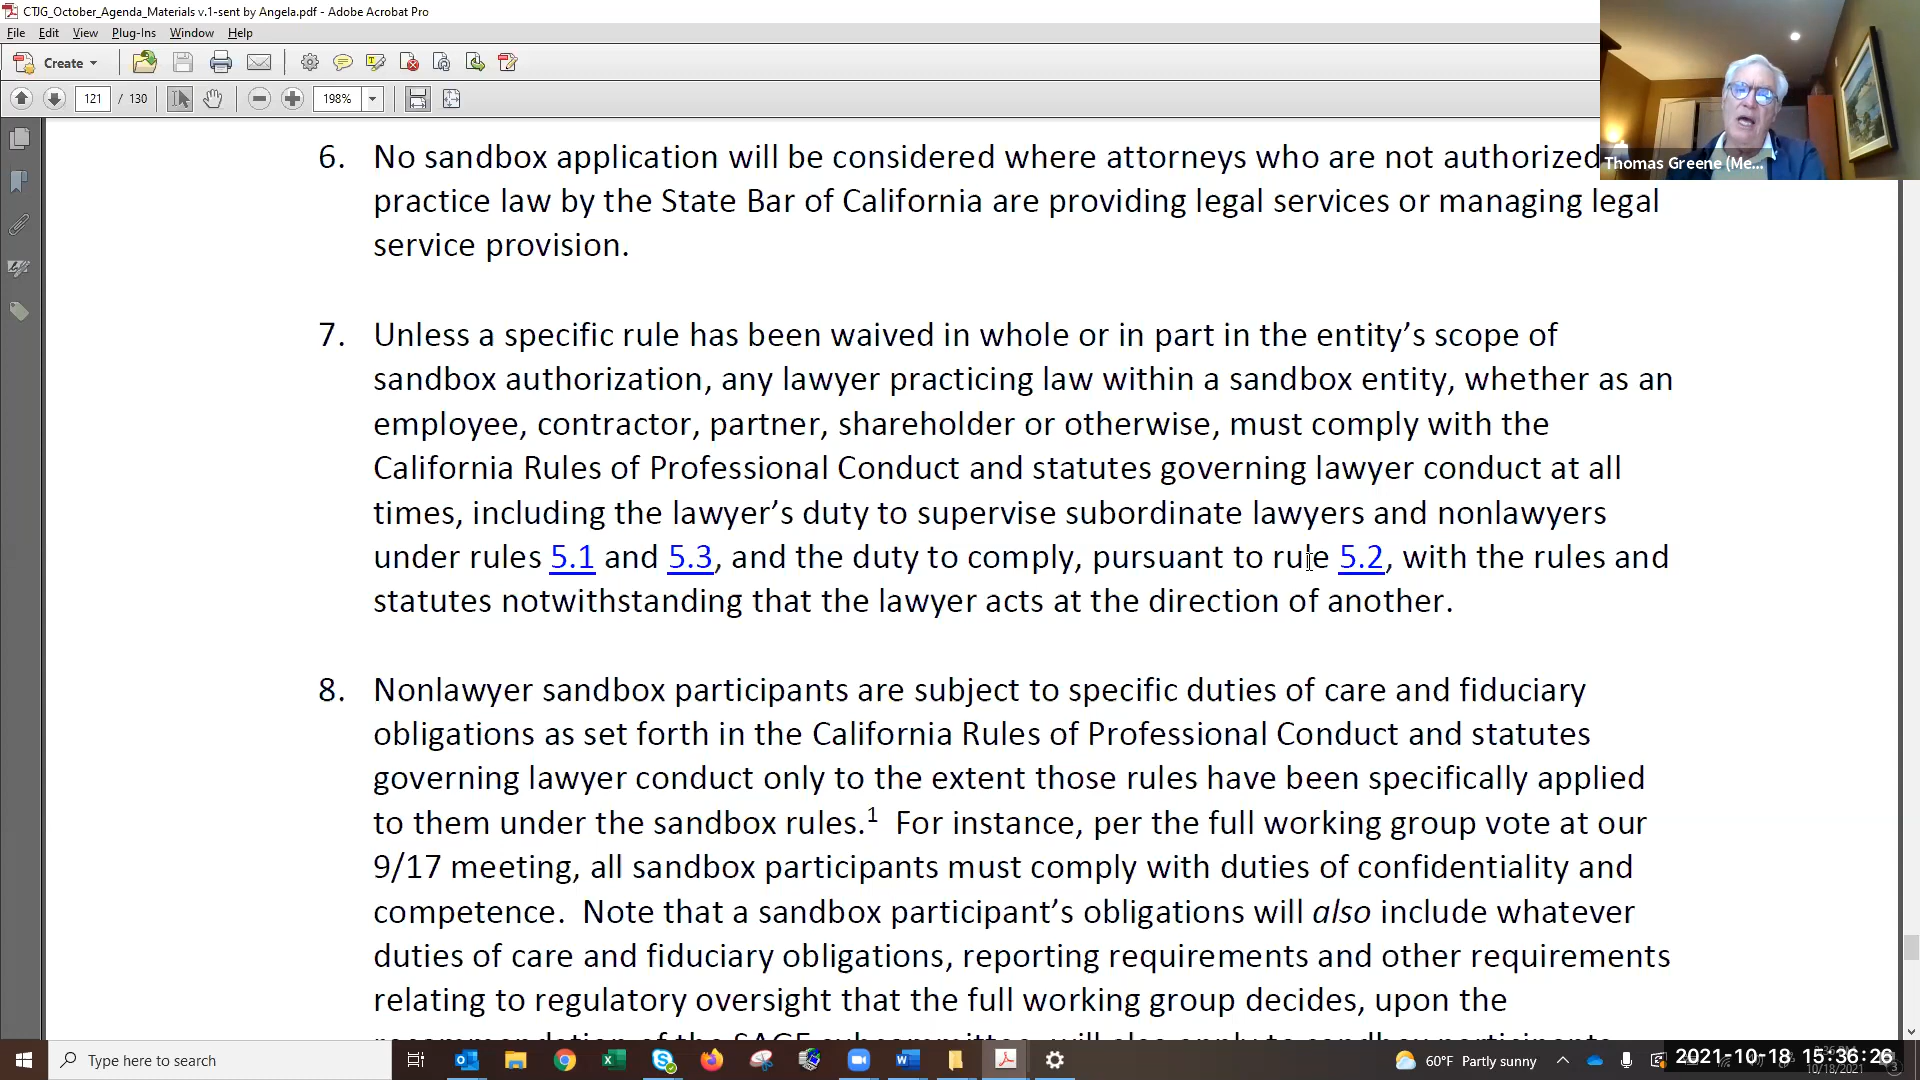 CTJG_October_Agenda_Materials v.1-sent by Angela.pdf - Adobe Acrobat Pro
File Edit View Plug-Ins Window Help
Create
121 / 130 198%
Thomas Greene (Me...
6. No sandbox application will be considered where attorneys who are not authorized
practice law by the State Bar of California are providing legal services or managing legal
service provision.
7. Unless a specific rule has been waived in whole or in part in the entity’s scope of
sandbox authorization, any lawyer practicing law within a sandbox entity, whether as an
employee, contractor, partner, shareholder or otherwise, must comply with the
California Rules of Professional Conduct and statutes governing lawyer conduct at all
times, including the lawyer’s duty to supervise subordinate lawyers and nonlawyers
under rules 5.1 and 5.3, and the duty to comply, pursuant to rule 5.2, with the rules and
statutes notwithstanding that the lawyer acts at the direction of another.
8. Nonlawyer sandbox participants are subject to specific duties of care and fiduciary
obligations as set forth in the California Rules of Professional Conduct and statutes
governing lawyer conduct only to the extent those rules have been specifically applied
to them under the sandbox rules.1 For instance, per the full working group vote at our
9/17 meeting, all sandbox participants must comply with duties of confidentiality and
competence. Note that a sandbox participant’s obligations will also include whatever
duties of care and fiduciary obligations, reporting requirements and other requirements
relating to regulatory oversight that the full working group decides, upon the
Type here to search
60°F Partly sunny
2021-10-18 15:36:26
10/18/2021